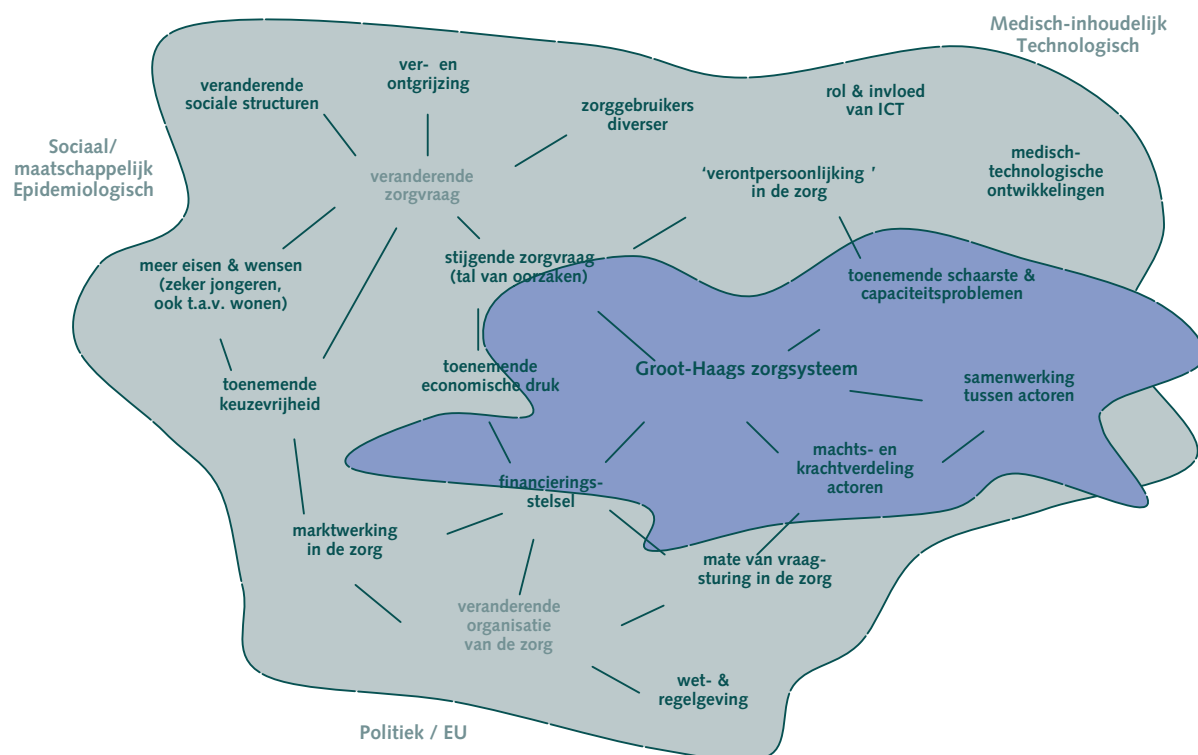 Medisch-inhoudelijk
Technologisch
ver- en
ontgrijzing
veranderende
sociale structuren
zorggebruikers
diverser
rol & invloed
van ICT
Sociaal/
maatschappelijk
Epidemiologisch
medisch-
technologische
ontwikkelingen
veranderende
zorgvraag
‘verontpersoonlijking ’
in de zorg
meer eisen & wensen
(zeker jongeren,
ook t.a.v. wonen)
stijgende zorgvraag
(tal van oorzaken)
toenemende schaarste &
capaciteitsproblemen
toenemende
economische druk
Groot-Haags zorgsysteem
toenemende
keuzevrijheid
samenwerking
tussen actoren
machts- en
krachtverdeling
actoren
financierings-
stelsel
marktwerking
in de zorg
mate van vraag-
sturing in de zorg
veranderende
organisatie
van de zorg
wet- &
regelgeving
Politiek / EU